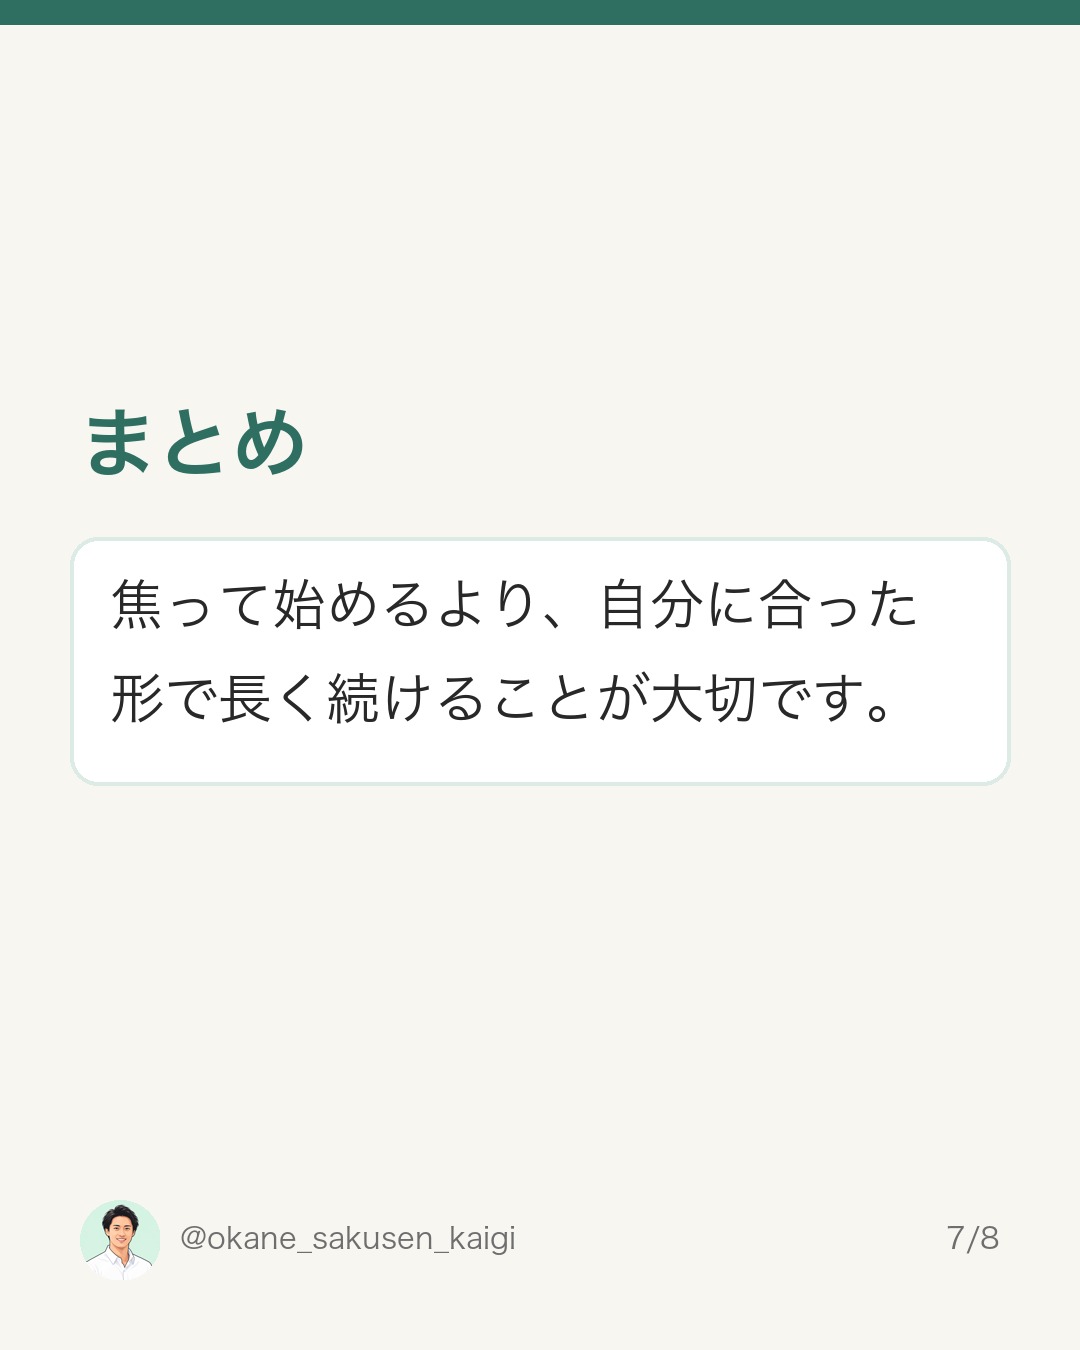 まとめ
焦って始めるより、自分に合った
形で長く続けることが大切です。
@okane_sakusen_kaigi
7/8